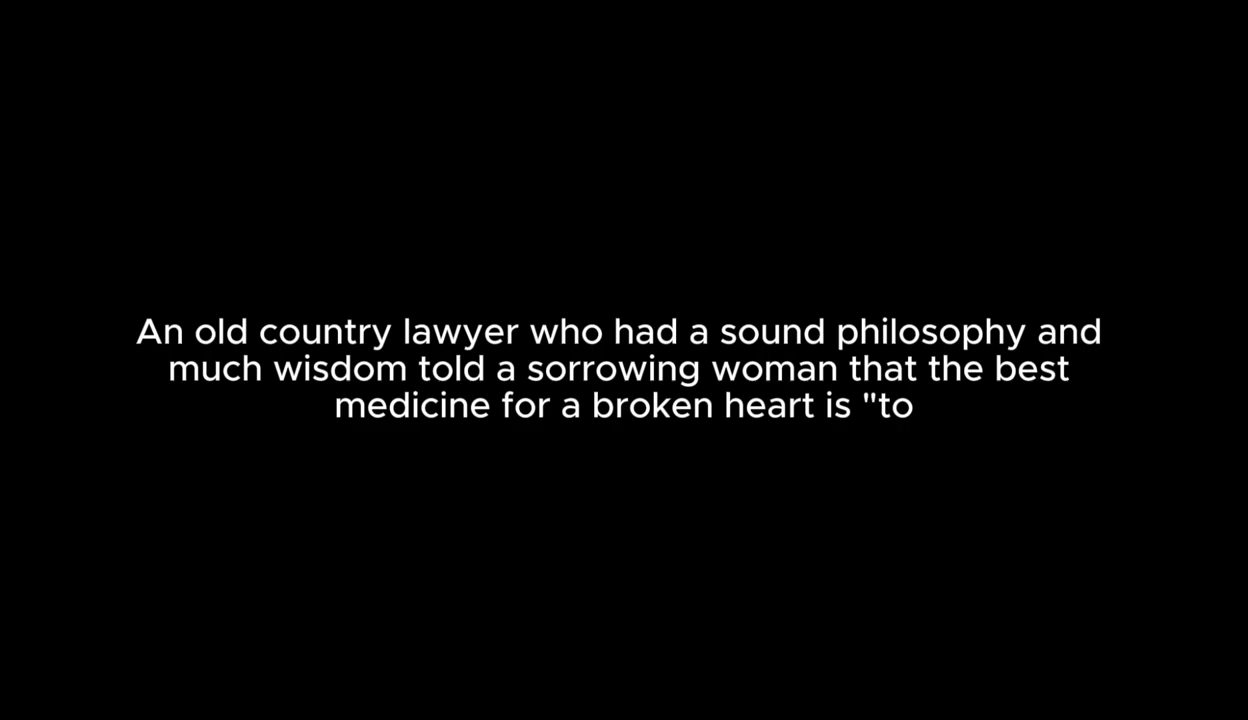 An old country lawyer who had a sound philosophy and
much wisdom told a sorrowing woman that the best
medicine for a broken heart is "to